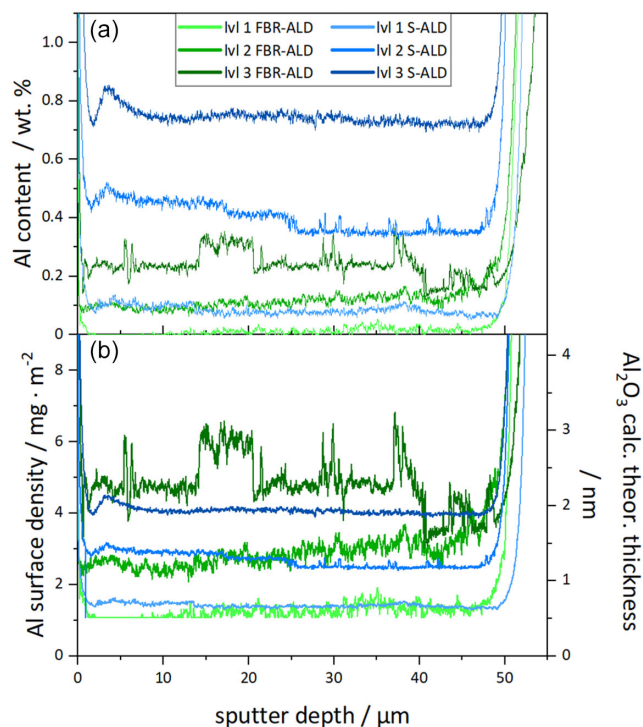 (a)
lvl 1 FBR-ALD lvl 1 S-ALD
lvl 2 FBR-ALD lvl 2 S-ALD
lvl 3 FBR-ALD lvl 3 S-ALD
Al content / wt. %
1.0
0.8
0.6
0.4
0.2
0
(b)
Al surface density / mg · m-2
8
6
4
2
0
Al2O3 calc. theor. thickness
/ nm
4
3
2
1
0
0 10 20 30 40 50
sputter depth / µm